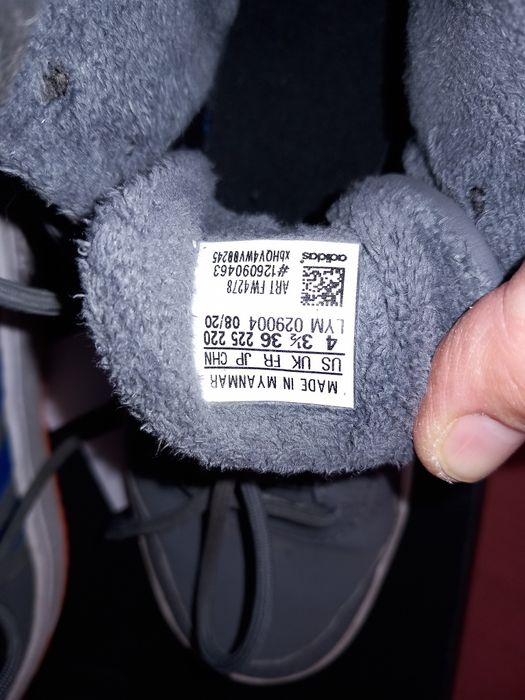 MADE IN MYANMAR
US UK FR JP CHN
4 3½ 36 225 220
LYM 029004 08/20
ART FW4278
#126090463
xbHQV4WV88245
adidas